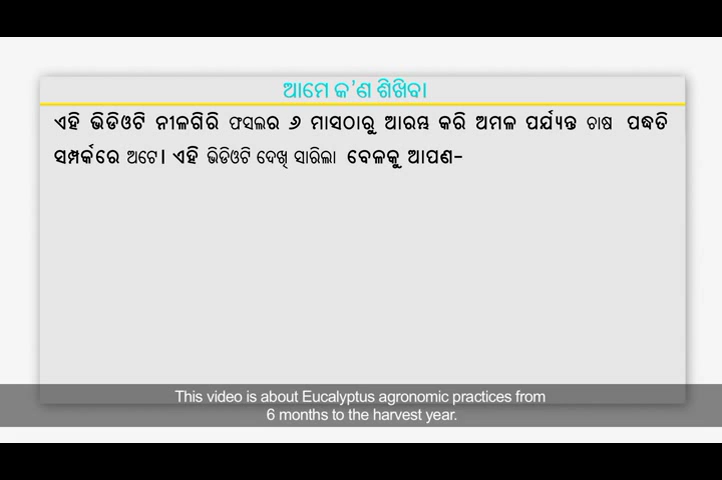 ଆମେ କ'ଣ ଶିଖିବା
ଏହି ଭିଡିଓଟି ନୀଳଗିରି ଫସଲର ୬ ମାସଠାରୁ ଆରମ୍ଭ କରି ଅମଳ ପର୍ଯ୍ୟନ୍ତ ଚାଷ ପଦ୍ଧତି
ସମ୍ପର୍କରେ ଅଟେ। ଏହି ଭିଡିଓଟି ଦେଖି ସାରିଲା ବେଳକୁ ଆପଣ-
This video is about Eucalyptus agronomic practices from
6 months to the harvest year.